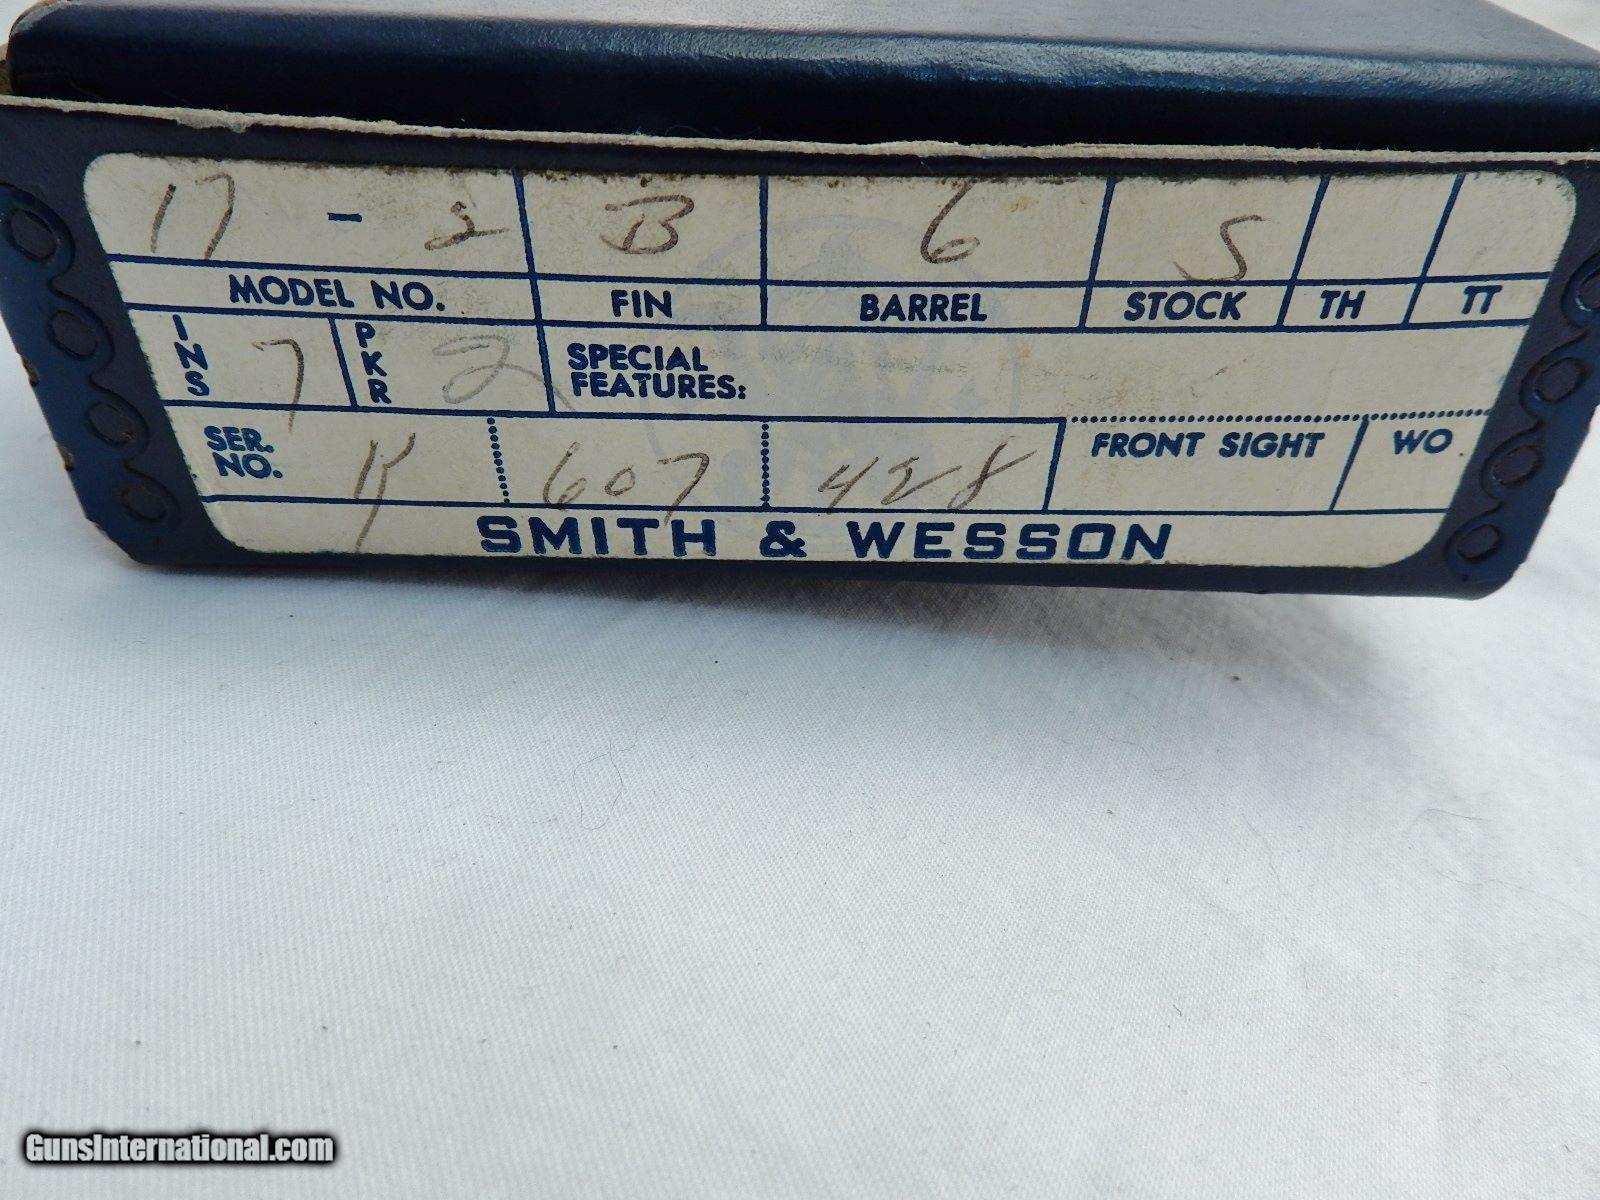 17 - 2 B 6 S
MODEL NO. FIN BARREL STOCK TH TT
INS 7 PKR 2 SPECIAL FEATURES:
SER. NO. K 607 428 FRONT SIGHT WO
SMITH & WESSON
GunsInternational.com